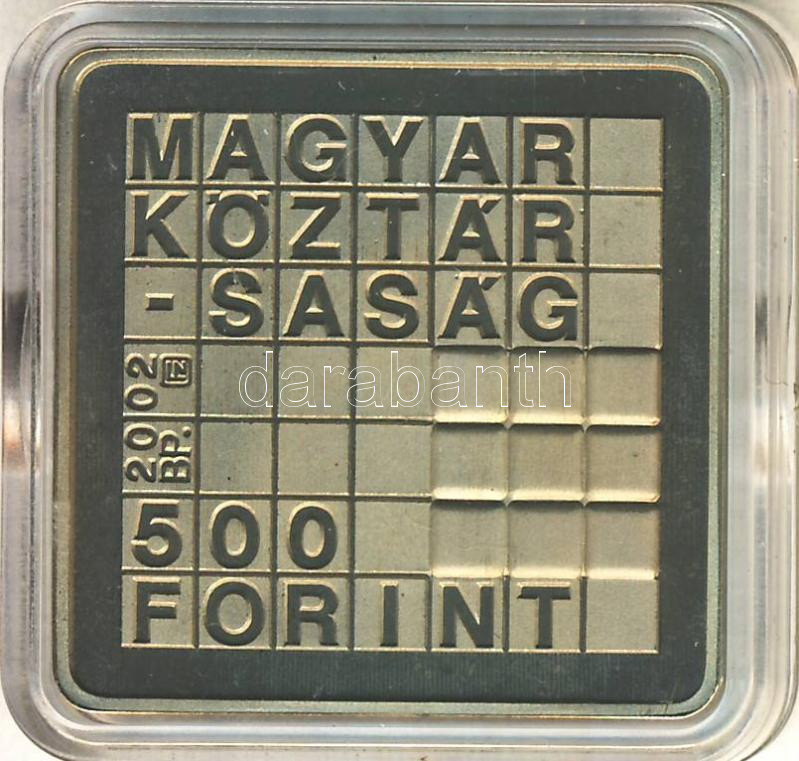 MAGYAR
KÖZTÁR
-SASÁG
2002
BP.
500
FORINT
darabanth